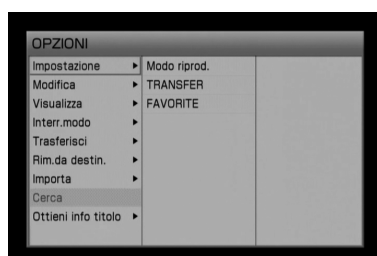 OPZIONI
Impostazione
Modo riprod.
Modifica
TRANSFER
Visualizza
FAVORITE
Interr.modo
Trasferisci
Rim.da destin.
Importa
Cerca
Ottieni info titolo